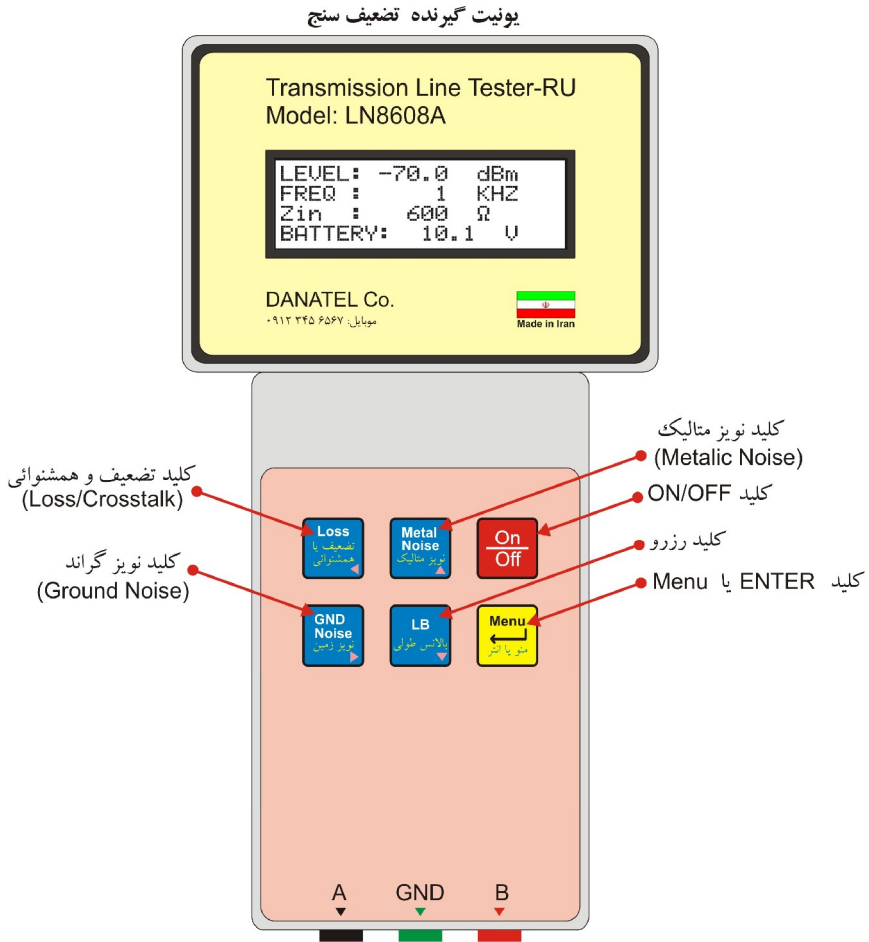 یونیت گیرنده تضعیف سنج
Transmission Line Tester-RU
Model: LN8608A
LEVEL: -70.0 dBm
FREQ : 1 KHZ
Zin : 600 Ω
BATTERY: 10.1 V
DANATEL Co.
موبایل: ۰۹۱۲ ۳۴۵ ۶۵۶۷
Made in Iran
کلید نویز متالیک
(Metalic Noise)
کلید ON/OFF
کلید رزرو
کلید ENTER یا Menu
کلید تضعیف و همشنوائی
(Loss/Crosstalk)
کلید نویز گراند
(Ground Noise)
Loss
تضعیف یا
همشنوائی
Metal
Noise
نویز متالیک
On
Off
GND
Noise
نویز زمین
LB
بالانس طولی
Menu
منو یا انتر
A GND B